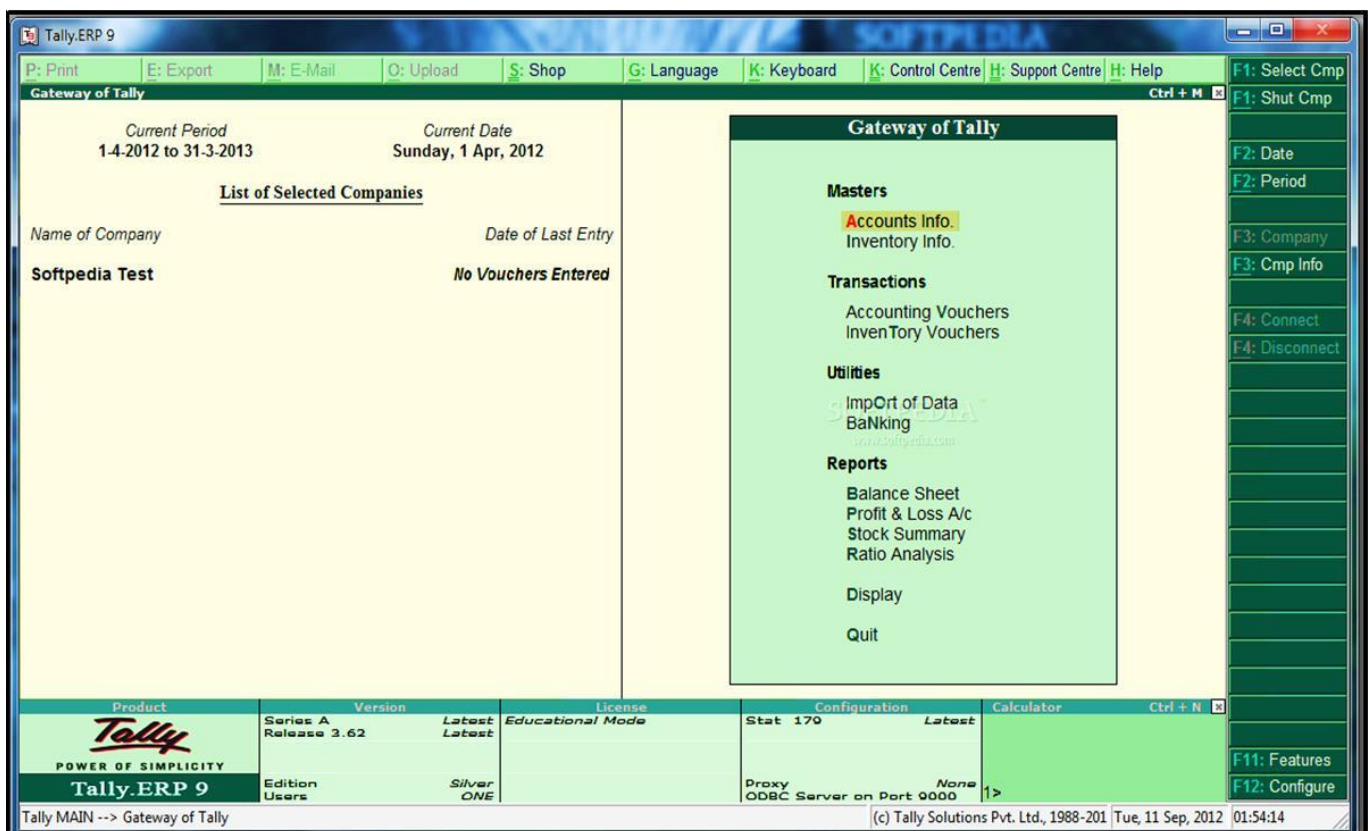 Tally.ERP 9
SOFTPEDIA
P: Print E: Export M: E-Mail O: Upload S: Shop G: Language K: Keyboard K: Control Centre H: Support Centre H: Help
Gateway of Tally Ctrl + M
Current Period Current Date
1-4-2012 to 31-3-2013 Sunday, 1 Apr, 2012
List of Selected Companies
Name of Company Date of Last Entry
Softpedia Test No Vouchers Entered
Gateway of Tally
Masters
Accounts Info.
Inventory Info.
Transactions
Accounting Vouchers
InvenTory Vouchers
Utilities
ImpOrt of Data
BaNking
SOFTPEDIA
www.softpedia.com
Reports
Balance Sheet
Profit & Loss A/c
Stock Summary
Ratio Analysis
Display
Quit
F1: Select Cmp
F1: Shut Cmp
F2: Date
F2: Period
F3: Company
F3: Cmp Info
F4: Connect
F4: Disconnect
F11: Features
F12: Configure
Product Version License Configuration Calculator Ctrl + N
Tally
POWER OF SIMPLICITY
Tally.ERP 9
Series A Latest
Release 3.62 Latest
Edition Silver
Users ONE
Educational Mode
Stat 179 Latest
Proxy None
ODBC Server on Port 9000
1>
Tally MAIN --> Gateway of Tally (c) Tally Solutions Pvt. Ltd., 1988-201 Tue, 11 Sep, 2012 01:54:14